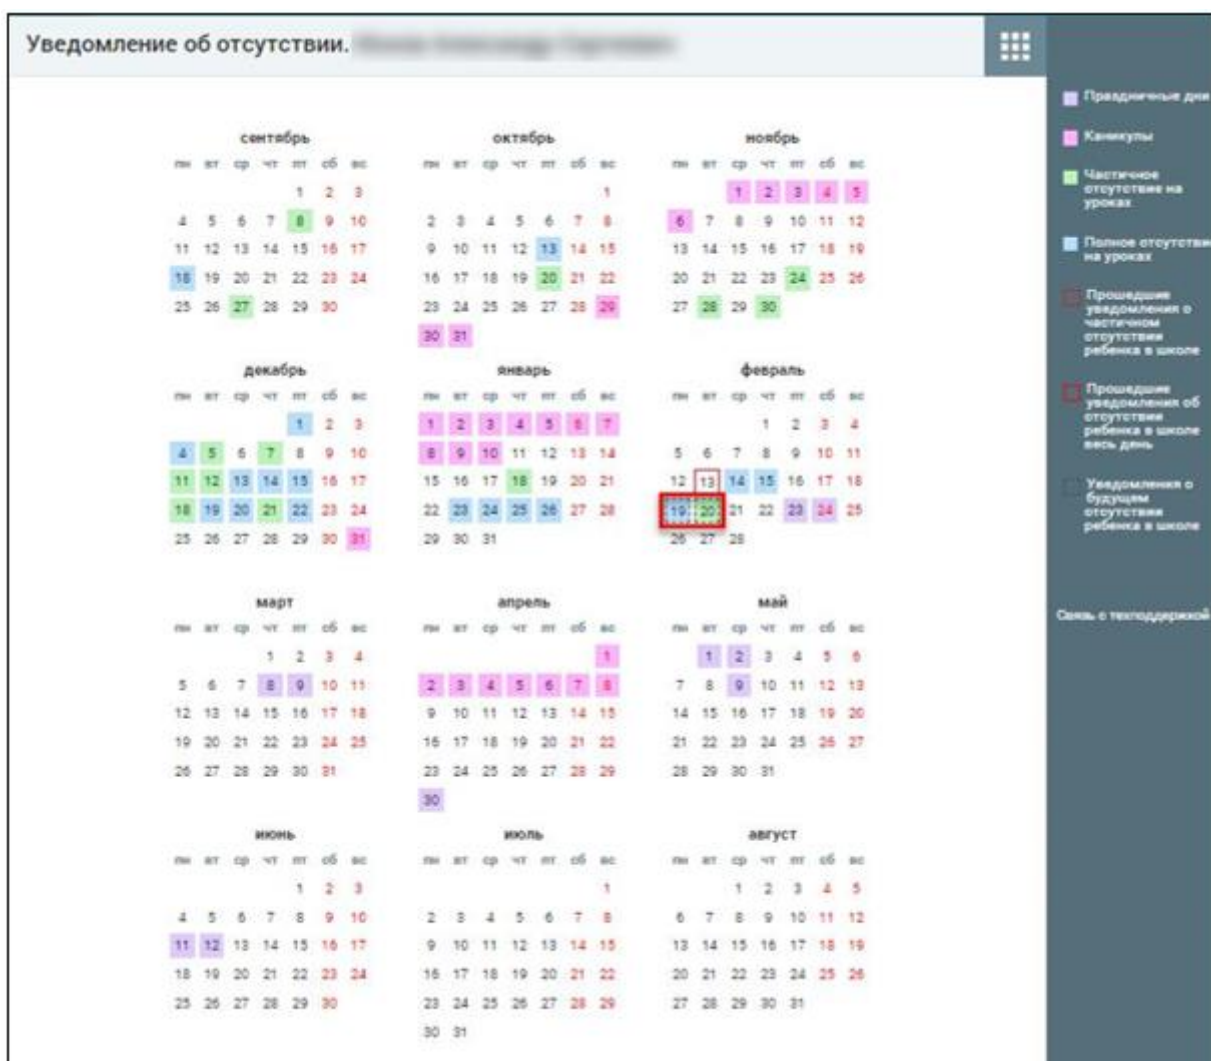 Уведомление об отсутствии.
сентябрь
пн вт ср чт пт сб вс
1 2 3
4 5 6 7 8 9 10
11 12 13 14 15 16 17
18 19 20 21 22 23 24
25 26 27 28 29 30
октябрь
пн вт ср чт пт сб вс
1
2 3 4 5 6 7 8
9 10 11 12 13 14 15
16 17 18 19 20 21 22
23 24 25 26 27 28 29
30 31
ноябрь
пн вт ср чт пт сб вс
1 2 3 4 5
6 7 8 9 10 11 12
13 14 15 16 17 18 19
20 21 22 23 24 25 26
27 28 29 30
декабрь
пн вт ср чт пт сб вс
1 2 3
4 5 6 7 8 9 10
11 12 13 14 15 16 17
18 19 20 21 22 23 24
25 26 27 28 29 30 31
январь
пн вт ср чт пт сб вс
1 2 3 4 5 6 7
8 9 10 11 12 13 14
15 16 17 18 19 20 21
22 23 24 25 26 27 28
29 30 31
февраль
пн вт ср чт пт сб вс
1 2 3 4
5 6 7 8 9 10 11
12 13 14 15 16 17 18
19 20 21 22 23 24 25
26 27 28
март
пн вт ср чт пт сб вс
1 2 3 4
5 6 7 8 9 10 11
12 13 14 15 16 17 18
19 20 21 22 23 24 25
26 27 28 29 30 31
апрель
пн вт ср чт пт сб вс
1
2 3 4 5 6 7 8
9 10 11 12 13 14 15
16 17 18 19 20 21 22
23 24 25 26 27 28 29
30
май
пн вт ср чт пт сб вс
1 2 3 4 5 6
7 8 9 10 11 12 13
14 15 16 17 18 19 20
21 22 23 24 25 26 27
28 29 30 31
июнь
пн вт ср чт пт сб вс
1 2 3
4 5 6 7 8 9 10
11 12 13 14 15 16 17
18 19 20 21 22 23 24
25 26 27 28 29 30
июль
пн вт ср чт пт сб вс
1
2 3 4 5 6 7 8
9 10 11 12 13 14 15
16 17 18 19 20 21 22
23 24 25 26 27 28 29
30 31
август
пн вт ср чт пт сб вс
1 2 3 4 5
6 7 8 9 10 11 12
13 14 15 16 17 18 19
20 21 22 23 24 25 26
27 28 29 30 31
Праздничные дни
Каникулы
Частичное
отсутствие на
уроках
Полное отсутствие
на уроках
Прошедшие
уведомления о
частичном
отсутствии
ребенка в школе
Прошедшие
уведомления об
отсутствии
ребенка в школе
весь день
Уведомления о
будущем
отсутствии
ребенка в школе
Связь с техподдержкой